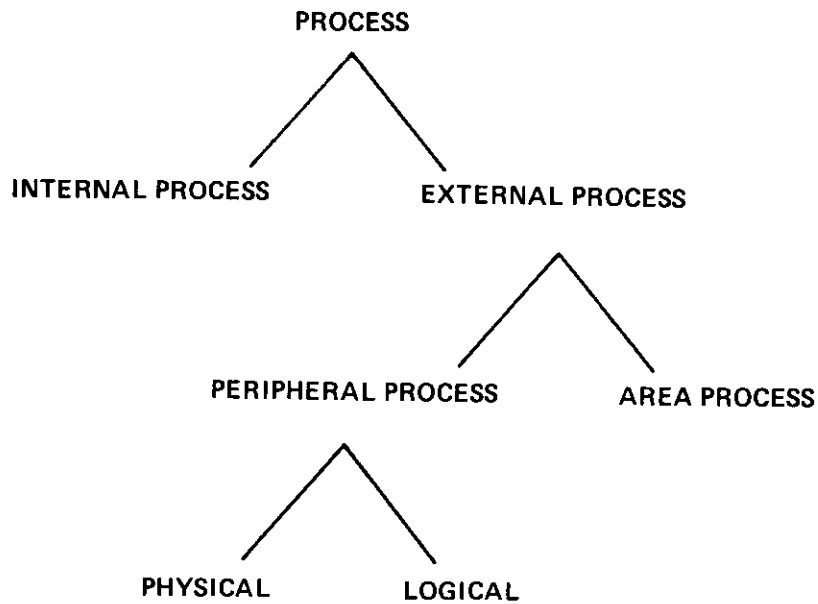 PROCESS
INTERNAL PROCESS
EXTERNAL PROCESS
PERIPHERAL PROCESS
AREA PROCESS
PHYSICAL
LOGICAL